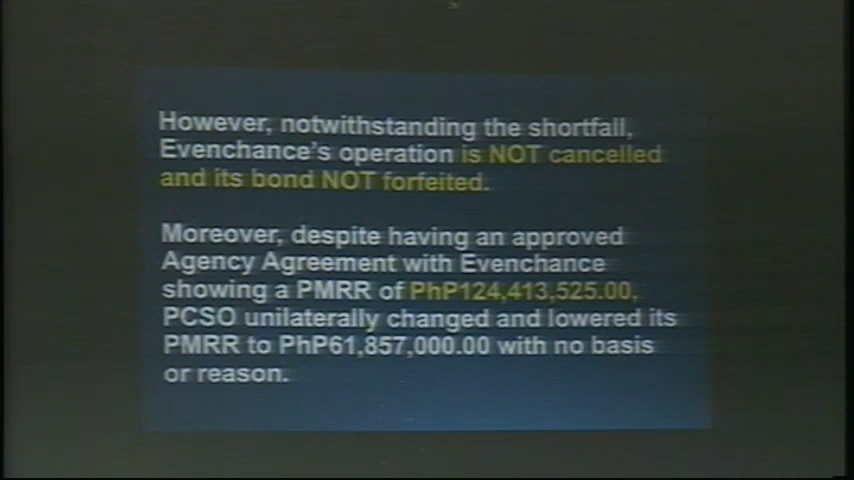 However, notwithstanding the shortfall,
Evenchance's operation is NOT cancelled
and its bond NOT forfeited.
Moreover, despite having an approved
Agency Agreement with Evenchance
showing a PMRR of PhP124,413,525.00,
PCSO unilaterally changed and lowered its
PMRR to PhP61,857,000.00 with no basis
or reason.